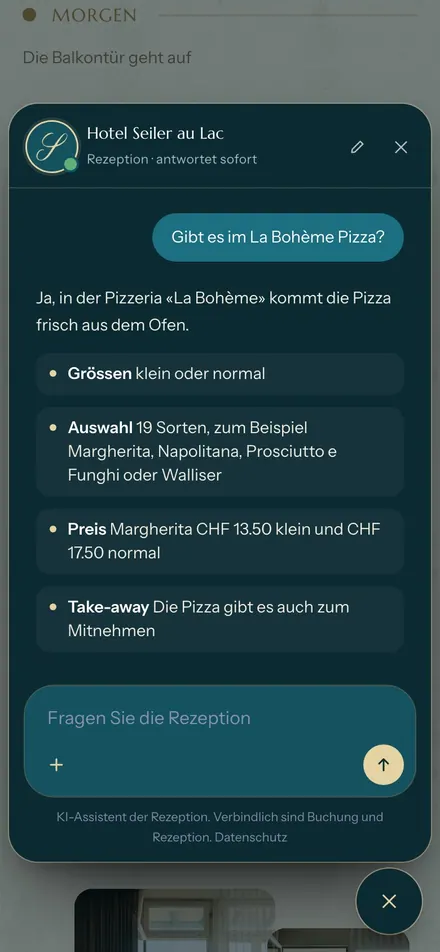 MORGEN
Die Balkontür geht auf
Hotel Seiler au Lac
Rezeption · antwortet sofort
Gibt es im La Bohème Pizza?
Ja, in der Pizzeria «La Bohème» kommt die Pizza
frisch aus dem Ofen.
Grössen klein oder normal
Auswahl 19 Sorten, zum Beispiel
Margherita, Napolitana, Prosciutto e
Funghi oder Walliser
Preis Margherita CHF 13.50 klein und CHF
17.50 normal
Take-away Die Pizza gibt es auch zum
Mitnehmen
Fragen Sie die Rezeption
KI-Assistent der Rezeption. Verbindlich sind Buchung und
Rezeption. Datenschutz